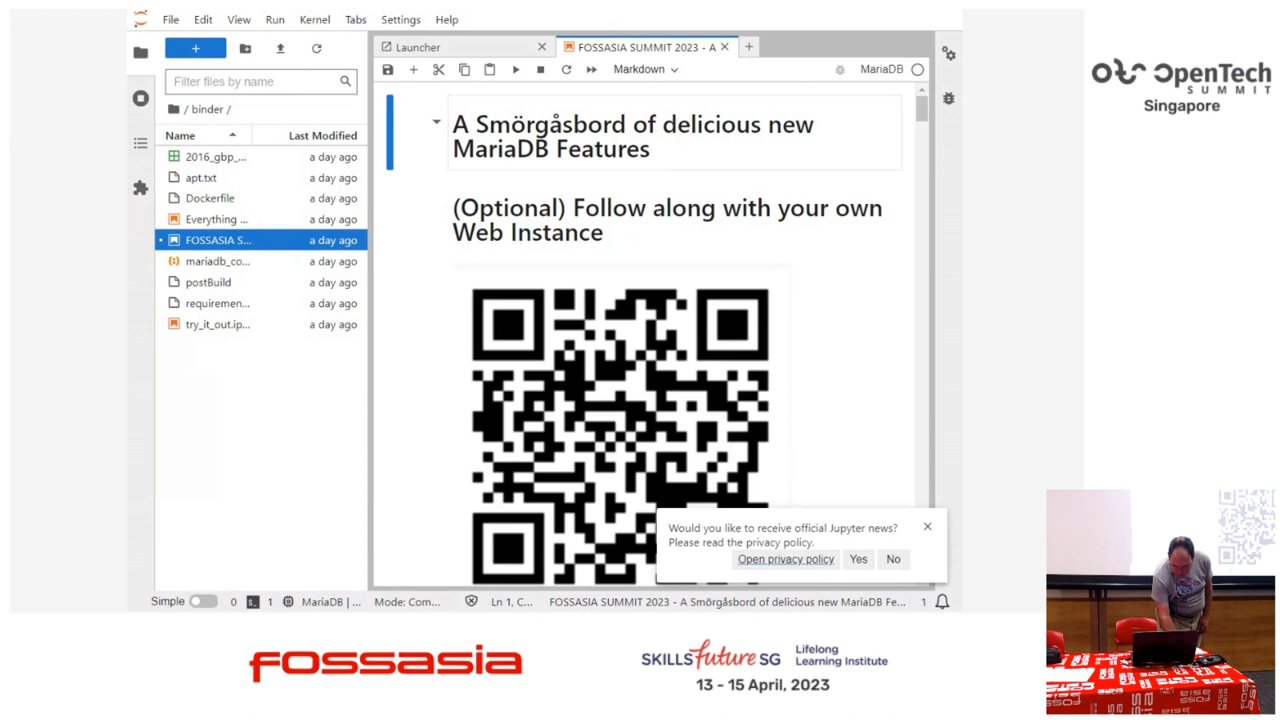 File Edit View Run Kernel Tabs Settings Help
Launcher
FOSSASIA SUMMIT 2023 - A
Filter files by name
Markdown
MariaDB
/ binder /
Name
Last Modified
2016_gbp_... a day ago
apt.txt a day ago
Dockerfile a day ago
Everything ... a day ago
FOSSASIA S... a day ago
mariadb_co... a day ago
postBuild a day ago
requiremen... a day ago
try_it_out.ip... a day ago
A Smörgåsbord of delicious new
MariaDB Features
(Optional) Follow along with your own
Web Instance
Would you like to receive official Jupyter news?
Please read the privacy policy.
Open privacy policy Yes No
Simple 0 1 MariaDB | ... Mode: Com... Ln 1, C... FOSSASIA SUMMIT 2023 - A Smörgåsbord of delicious new MariaDB Fe... 1
OpenTech
SUMMIT
Singapore
FOSSASIA
SKILLSfuture SG
Lifelong
Learning Institute
13 - 15 April, 2023